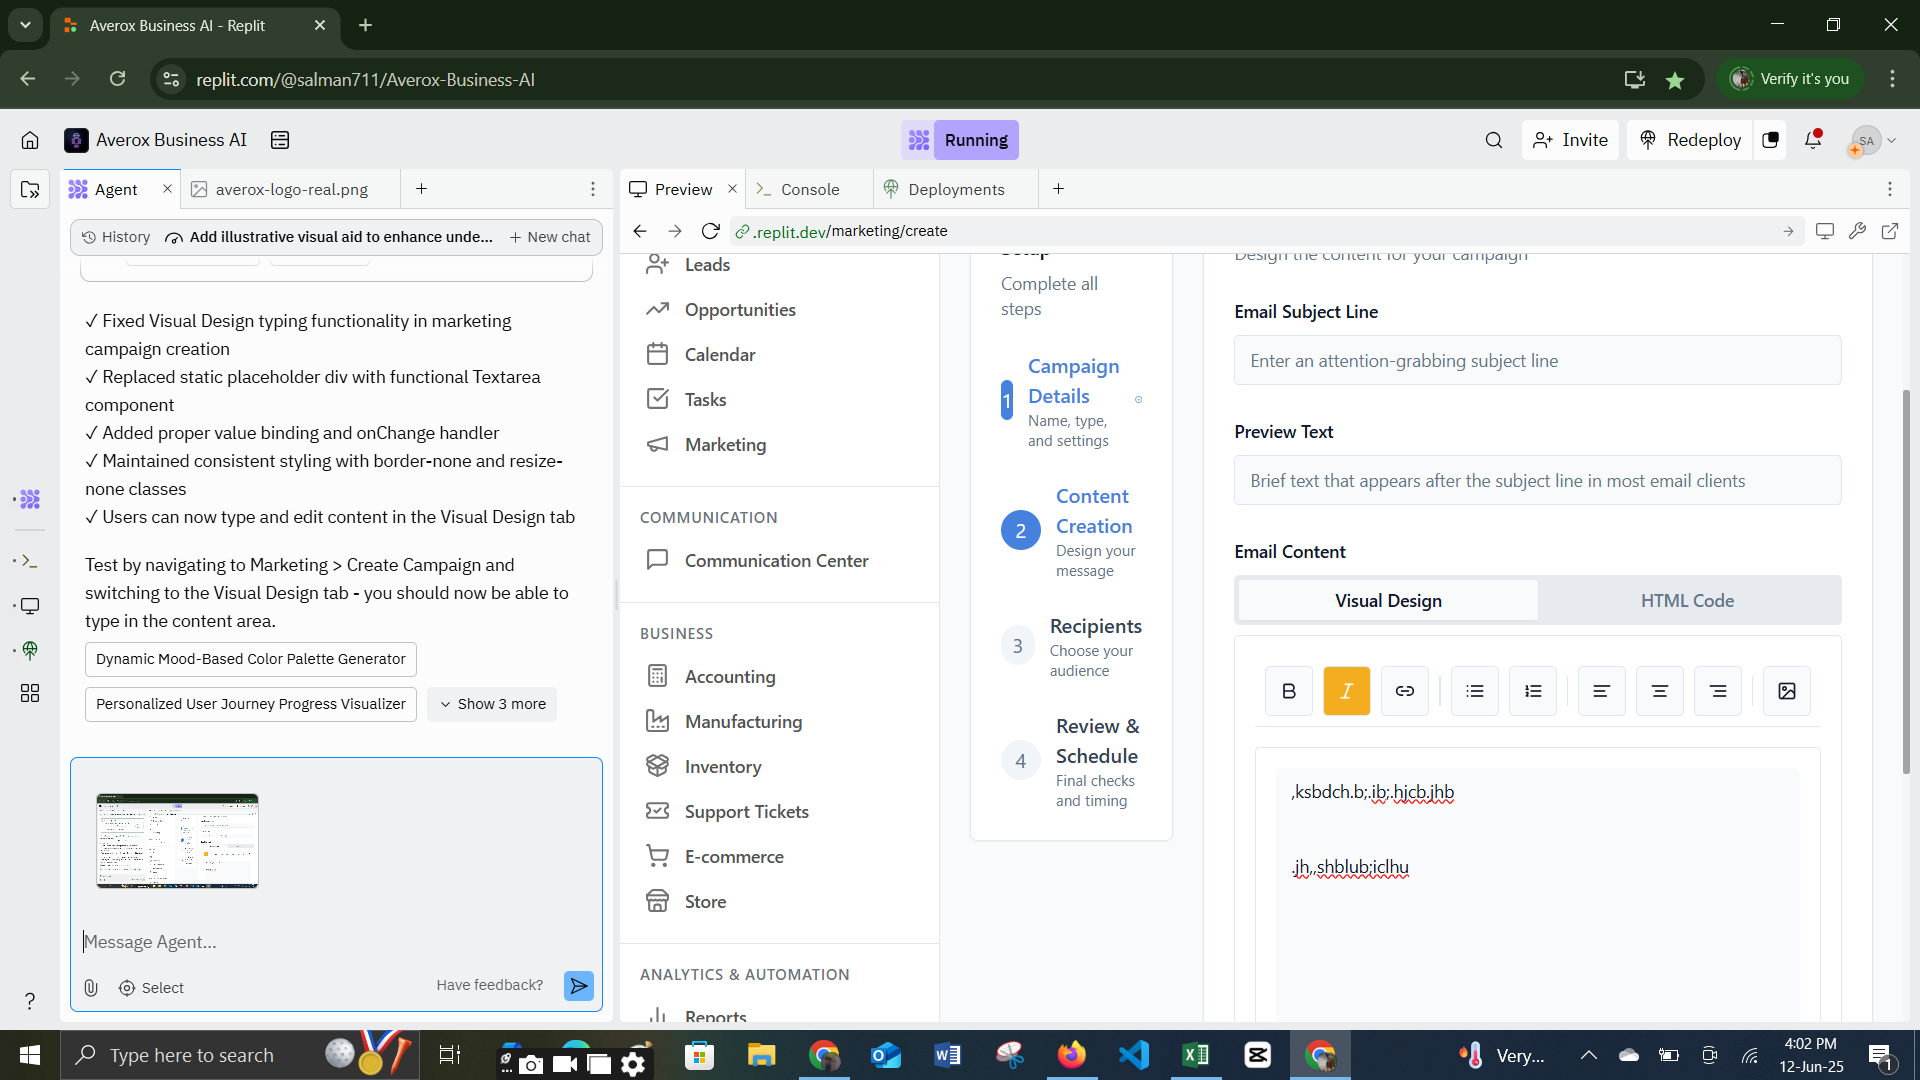 Averox Business AI - Replit
replit.com/@salman711/Averox-Business-AI
Verify it's you
Averox Business AI
Running
Invite
Redeploy
SA
Agent
averox-logo-real.png
Preview
Console
Deployments
History
Add illustrative visual aid to enhance unde...
New chat
.replit.dev/marketing/create
✓ Fixed Visual Design typing functionality in marketing
campaign creation
✓ Replaced static placeholder div with functional Textarea
component
✓ Added proper value binding and onChange handler
✓ Maintained consistent styling with border-none and resize-
none classes
✓ Users can now type and edit content in the Visual Design tab
Test by navigating to Marketing > Create Campaign and
switching to the Visual Design tab - you should now be able to
type in the content area.
Dynamic Mood-Based Color Palette Generator
Personalized User Journey Progress Visualizer
Show 3 more
Message Agent...
Select
Have feedback?
Leads
Opportunities
Calendar
Tasks
Marketing
COMMUNICATION
Communication Center
BUSINESS
Accounting
Manufacturing
Inventory
Support Tickets
E-commerce
Store
ANALYTICS & AUTOMATION
Reports
Setup
Complete all
steps
1
Campaign
Details
Name, type,
and settings
2
Content
Creation
Design your
message
3
Recipients
Choose your
audience
4
Review &
Schedule
Final checks
and timing
Design the content for your campaign
Email Subject Line
Enter an attention-grabbing subject line
Preview Text
Brief text that appears after the subject line in most email clients
Email Content
Visual Design
HTML Code
B
I
,ksbdch.b;.ib;.hjcb.jhb
.jh,,shblub;iclhu
Type here to search
Very...
4:02 PM
12-Jun-25
1